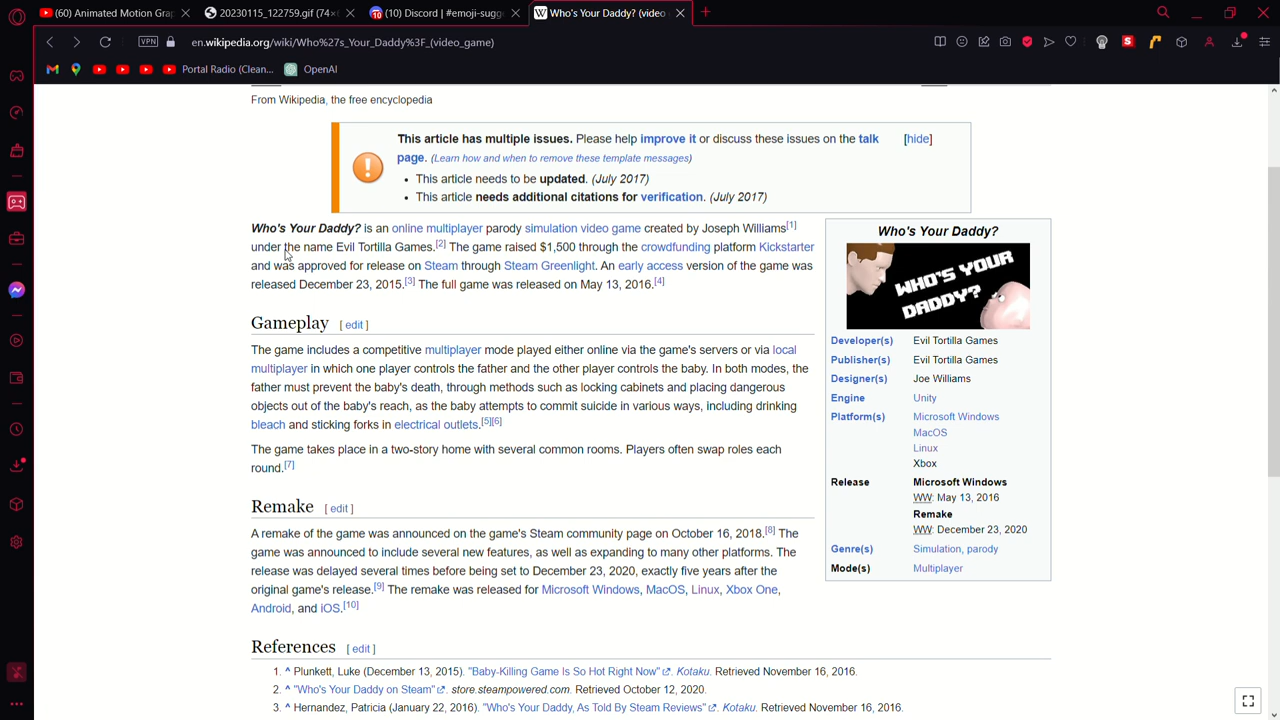 (60) Animated Motion Grap
20230115_122759.gif (74×
(10) Discord | #emoji-sugg
Who's Your Daddy? (video
VPN
en.wikipedia.org/wiki/Who%27s_Your_Daddy%3F_(video_game)
Portal Radio (Clean...
OpenAI
From Wikipedia, the free encyclopedia
This article has multiple issues. Please help improve it or discuss these issues on the talk [hide]
page. (Learn how and when to remove these template messages)
• This article needs to be updated. (July 2017)
• This article needs additional citations for verification. (July 2017)
Who's Your Daddy? is an online multiplayer parody simulation video game created by Joseph Williams[1]
under the name Evil Tortilla Games.[2] The game raised $1,500 through the crowdfunding platform Kickstarter
and was approved for release on Steam through Steam Greenlight. An early access version of the game was
released December 23, 2015.[3] The full game was released on May 13, 2016.[4]
Gameplay [ edit ]
The game includes a competitive multiplayer mode played either online via the game's servers or via local
multiplayer in which one player controls the father and the other player controls the baby. In both modes, the
father must prevent the baby's death, through methods such as locking cabinets and placing dangerous
objects out of the baby's reach, as the baby attempts to commit suicide in various ways, including drinking
bleach and sticking forks in electrical outlets.[5][6]
The game takes place in a two-story home with several common rooms. Players often swap roles each
round.[7]
Remake [ edit ]
A remake of the game was announced on the game's Steam community page on October 16, 2018.[8] The
game was announced to include several new features, as well as expanding to many other platforms. The
release was delayed several times before being set to December 23, 2020, exactly five years after the
original game's release.[9] The remake was released for Microsoft Windows, MacOS, Linux, Xbox One,
Android, and iOS.[10]
Who's Your Daddy?
WHO'S YOUR
DADDY?
Developer(s) Evil Tortilla Games
Publisher(s) Evil Tortilla Games
Designer(s) Joe Williams
Engine Unity
Platform(s) Microsoft Windows
MacOS
Linux
Xbox
Release Microsoft Windows
WW: May 13, 2016
Remake
WW: December 23, 2020
Genre(s) Simulation, parody
Mode(s) Multiplayer
References [ edit ]
1. ^ Plunkett, Luke (December 13, 2015). "Baby-Killing Game Is So Hot Right Now". Kotaku. Retrieved November 16, 2016.
2. ^ "Who's Your Daddy on Steam". store.steampowered.com. Retrieved October 12, 2020.
3. ^ Hernandez, Patricia (January 22, 2016). "Who's Your Daddy, As Told By Steam Reviews". Kotaku. Retrieved November 16, 2016.